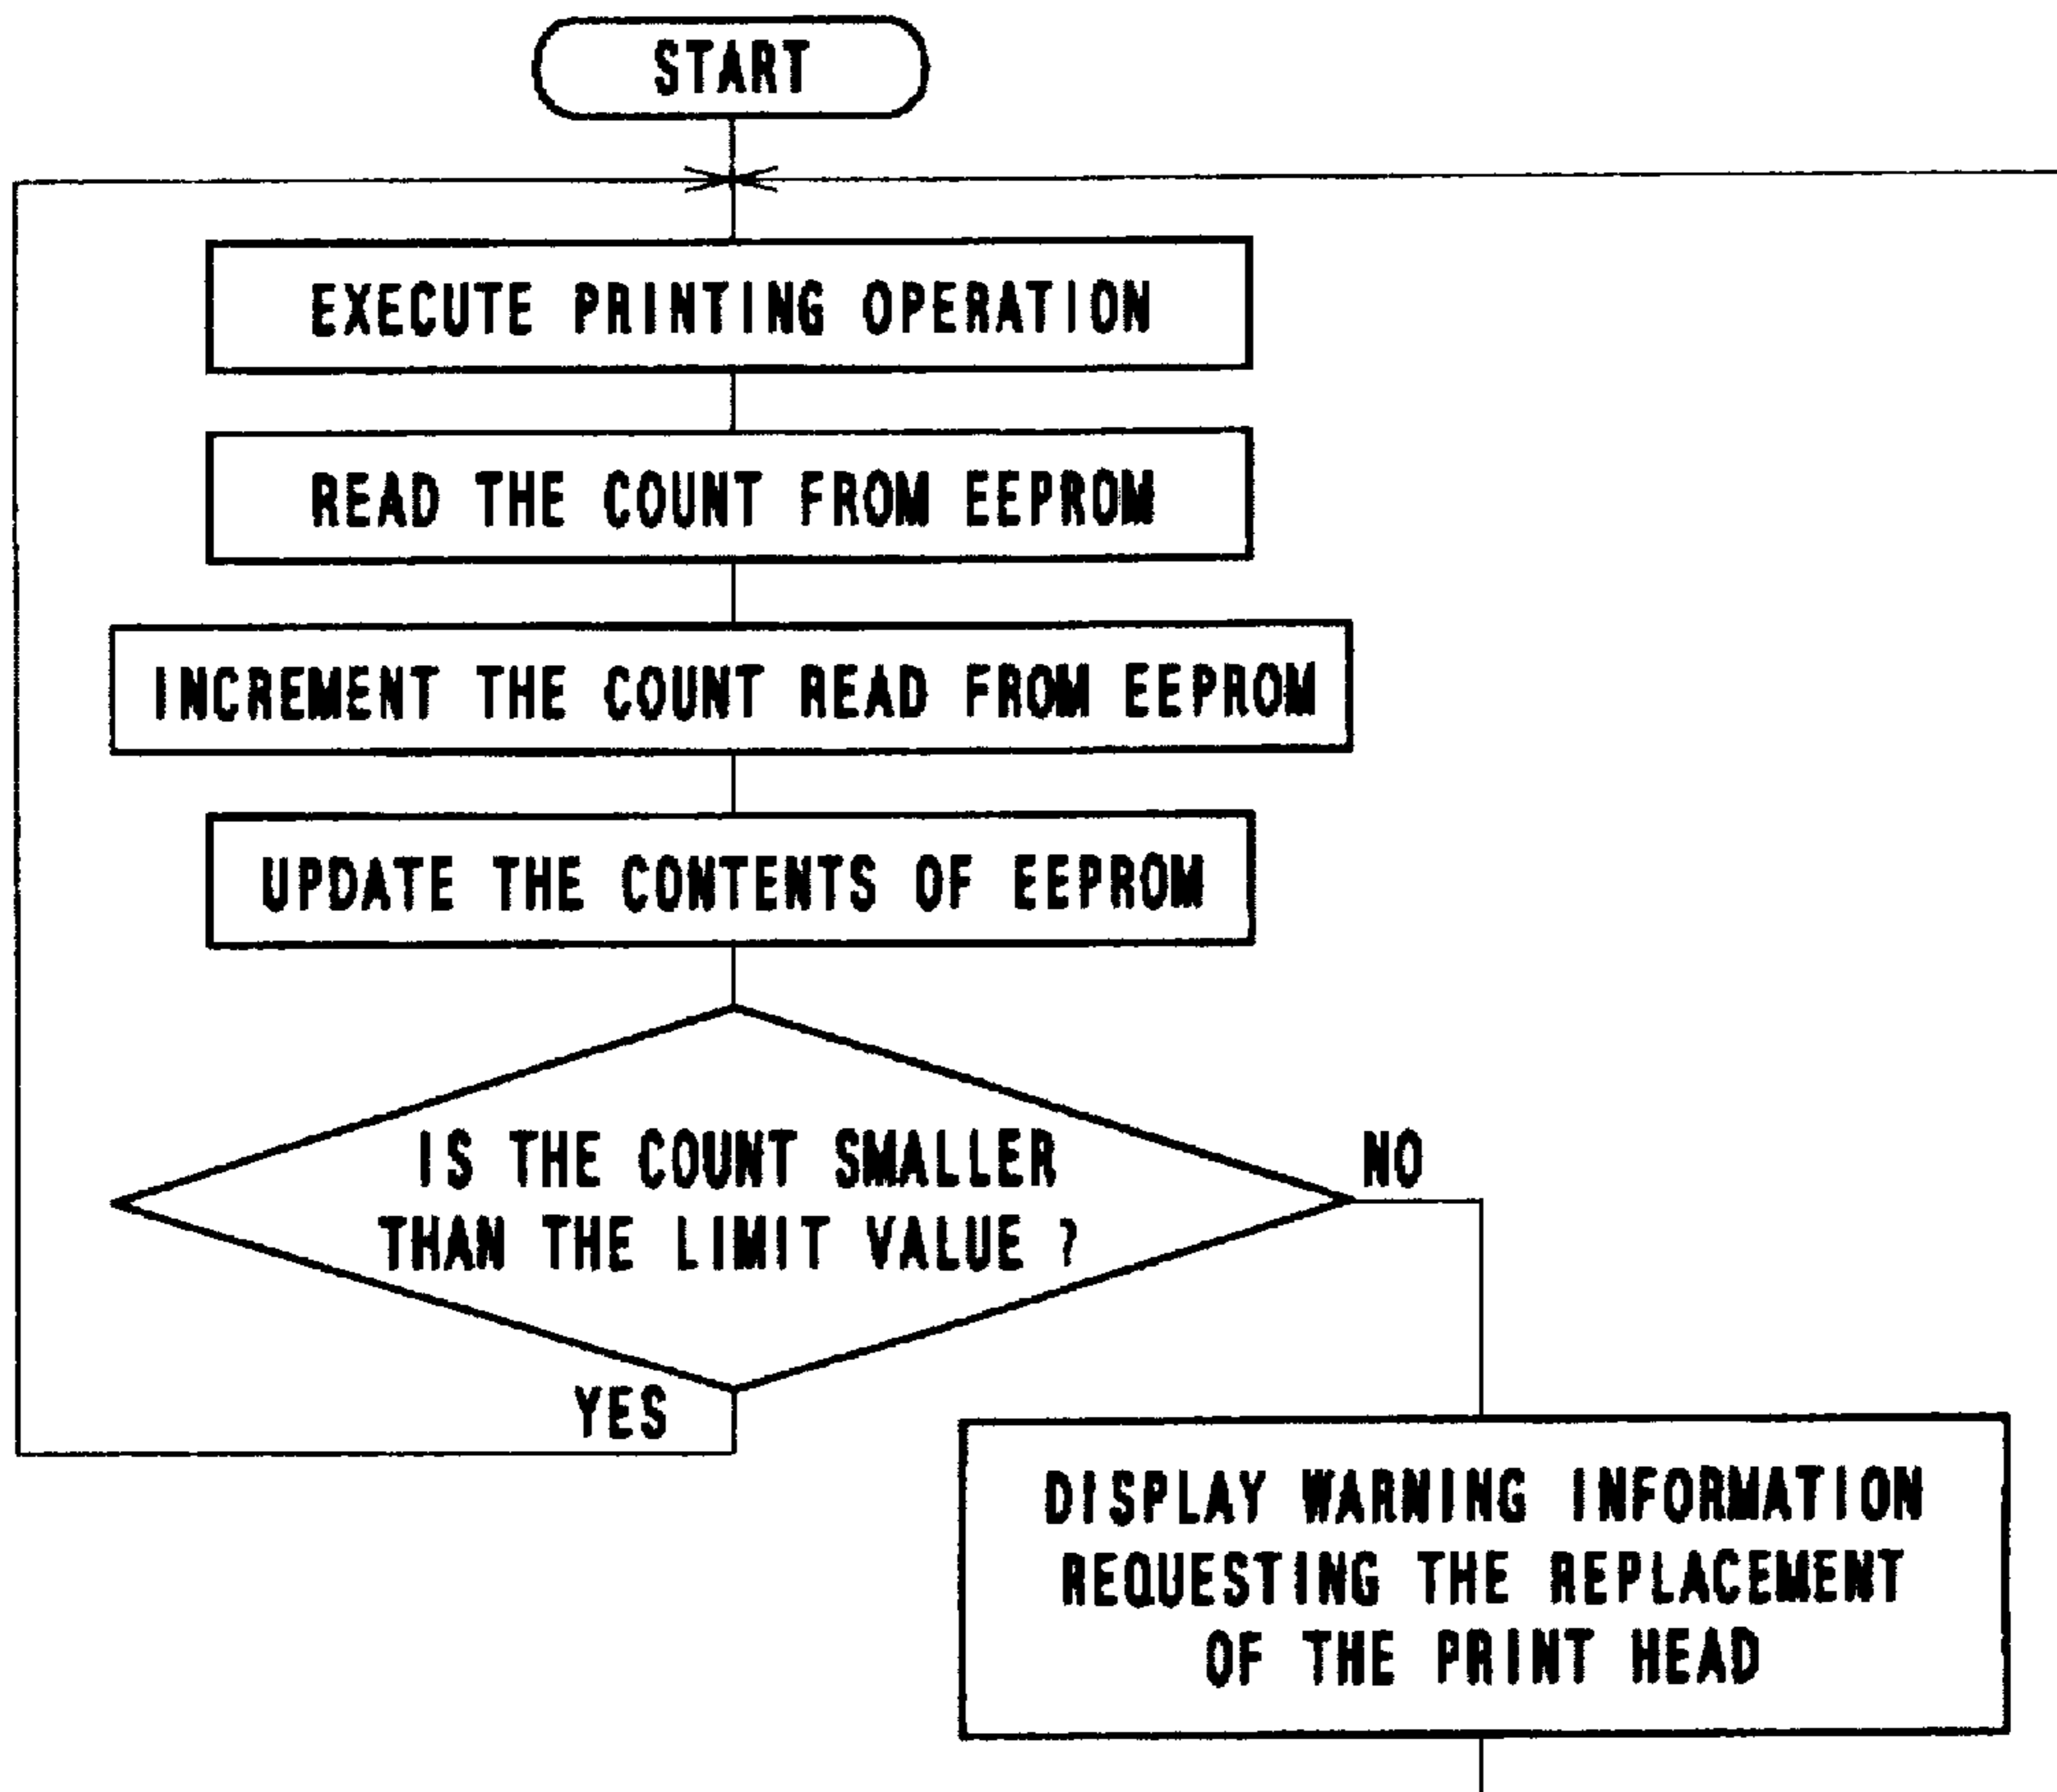 START
EXECUTE PRINTING OPERATION
READ THE COUNT FROM EEPROM
INCREMENT THE COUNT READ FROM EEPROM
UPDATE THE CONTENTS OF EEPROM
IS THE COUNT SMALLER
THAN THE LIMIT VALUE ?
NO
YES
DISPLAY WARNING INFORMATION
REQUESTING THE REPLACEMENT
OF THE PRINT HEAD